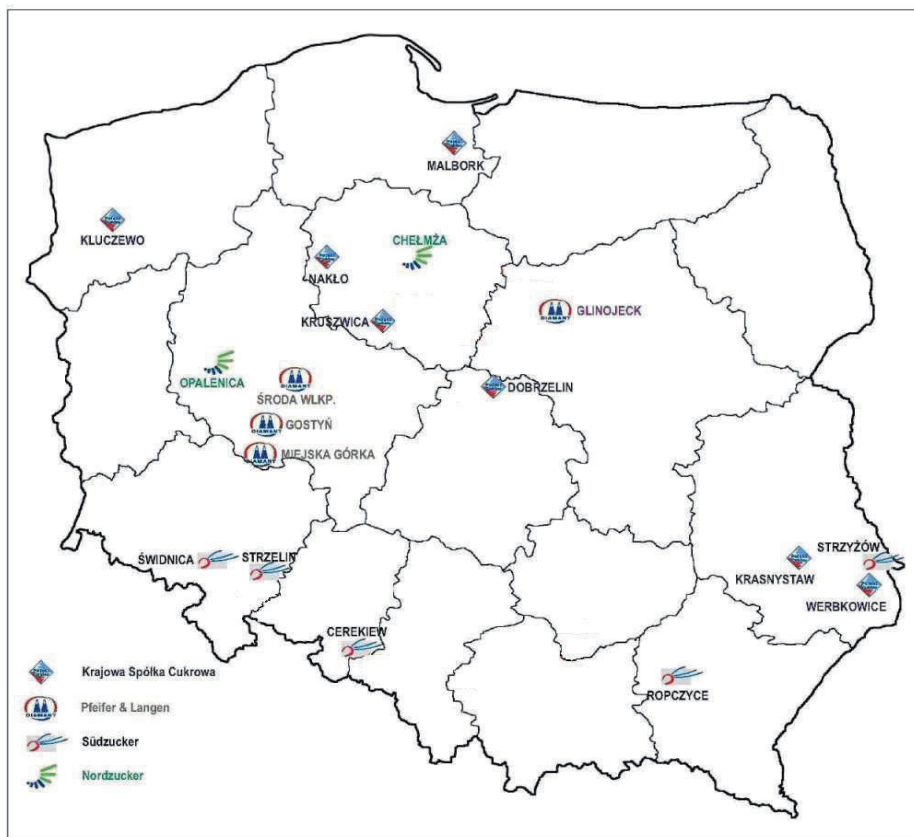 MALBORK
KLUCZEWO
CHEŁMŻA
NAKŁO
GLINOJECK
KRUSZWICA
OPALENICA
DOBRZELIN
ŚRODA WLKP.
GOSTYŃ
MIEJSKA GÓRKA
ŚWIDNICA
STRZELIN
STRZYŻÓW
KRASNYSTAW
WERBKOWICE
CEREKIEW
ROPCZYCE
Krajowa Spółka Cukrowa
DIAMANT
Pfeifer & Langen
Südzucker
Nordzucker